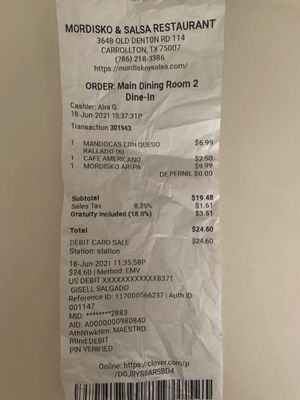 MORDISKO & SALSA RESTAURANT
3648 OLD DENTON RD 114
CARROLLTON, TX 75007
(786) 218-3386
https://mordiskoysalsa.com/
ORDER: Main Dining Room 2
Dine-In
Cashier: Alva G.
18-Jun-2021 10:37:31P
Transaction 301943
1 MANDOCAS CON QUESO RALLADO (6) $6.99
1 CAFE AMERICANO $2.50
1 MORDISKO AREPA $9.99
DE PERNIL $0.00
Subtotal $19.48
Sales Tax 8.25% $1.61
Gratuity Included (18.0%) $3.51
Total $24.60
DEBIT CARD SALE $24.60
18-Jun-2021 11:35:58P
$24.60 | Method: EMV
US DEBIT XXXXXXXXXXXX8371
GISELL SALGADO
Reference ID: 117000566237 | Auth ID:
001147
MID: ********2883
AID: A0000000980840
AthNtwkNm: MAESTRO
RtInd:DEBIT
PIN VERIFIED
Online: https://clover.com/p